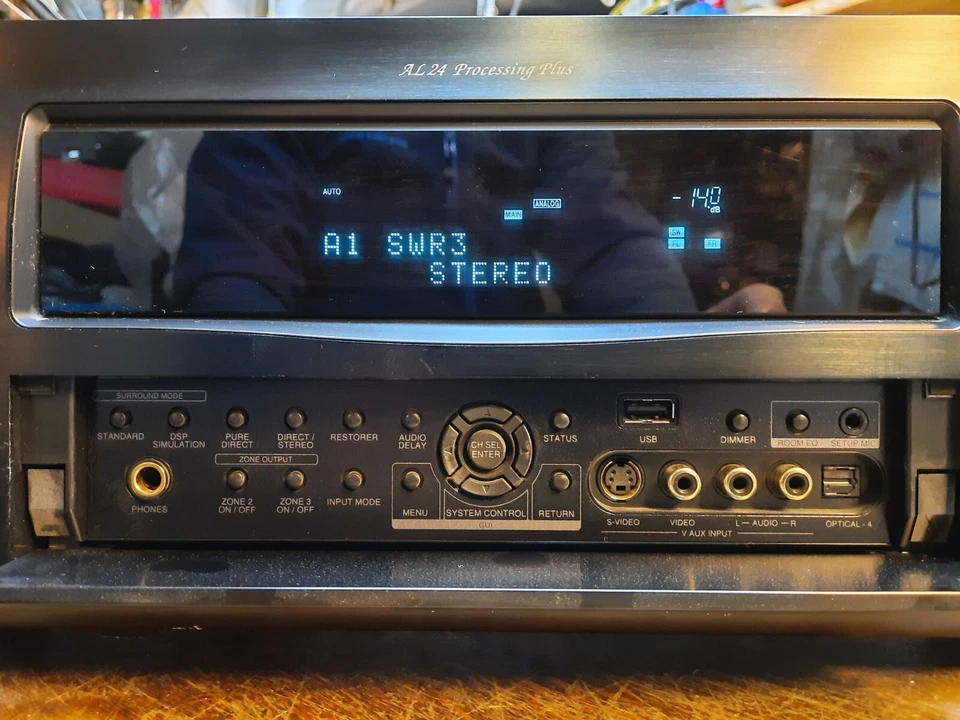 AL24 Processing Plus
AUTO
-14.0
dB
ANALOG
MAIN
SW
FL FR
A1 SWR3
STEREO
SURROUND MODE
STANDARD
DSP
SIMULATION
PURE
DIRECT
DIRECT /
STEREO
RESTORER
AUDIO
DELAY
CH SEL
ENTER
STATUS
USB
DIMMER
ROOM EQ
SETUP MIC
PHONES
ZONE OUTPUT
ZONE 2
ON / OFF
ZONE 3
ON / OFF
INPUT MODE
MENU
SYSTEM CONTROL
RETURN
GUI
S-VIDEO
VIDEO
L — AUDIO — R
OPTICAL - 4
V AUX INPUT